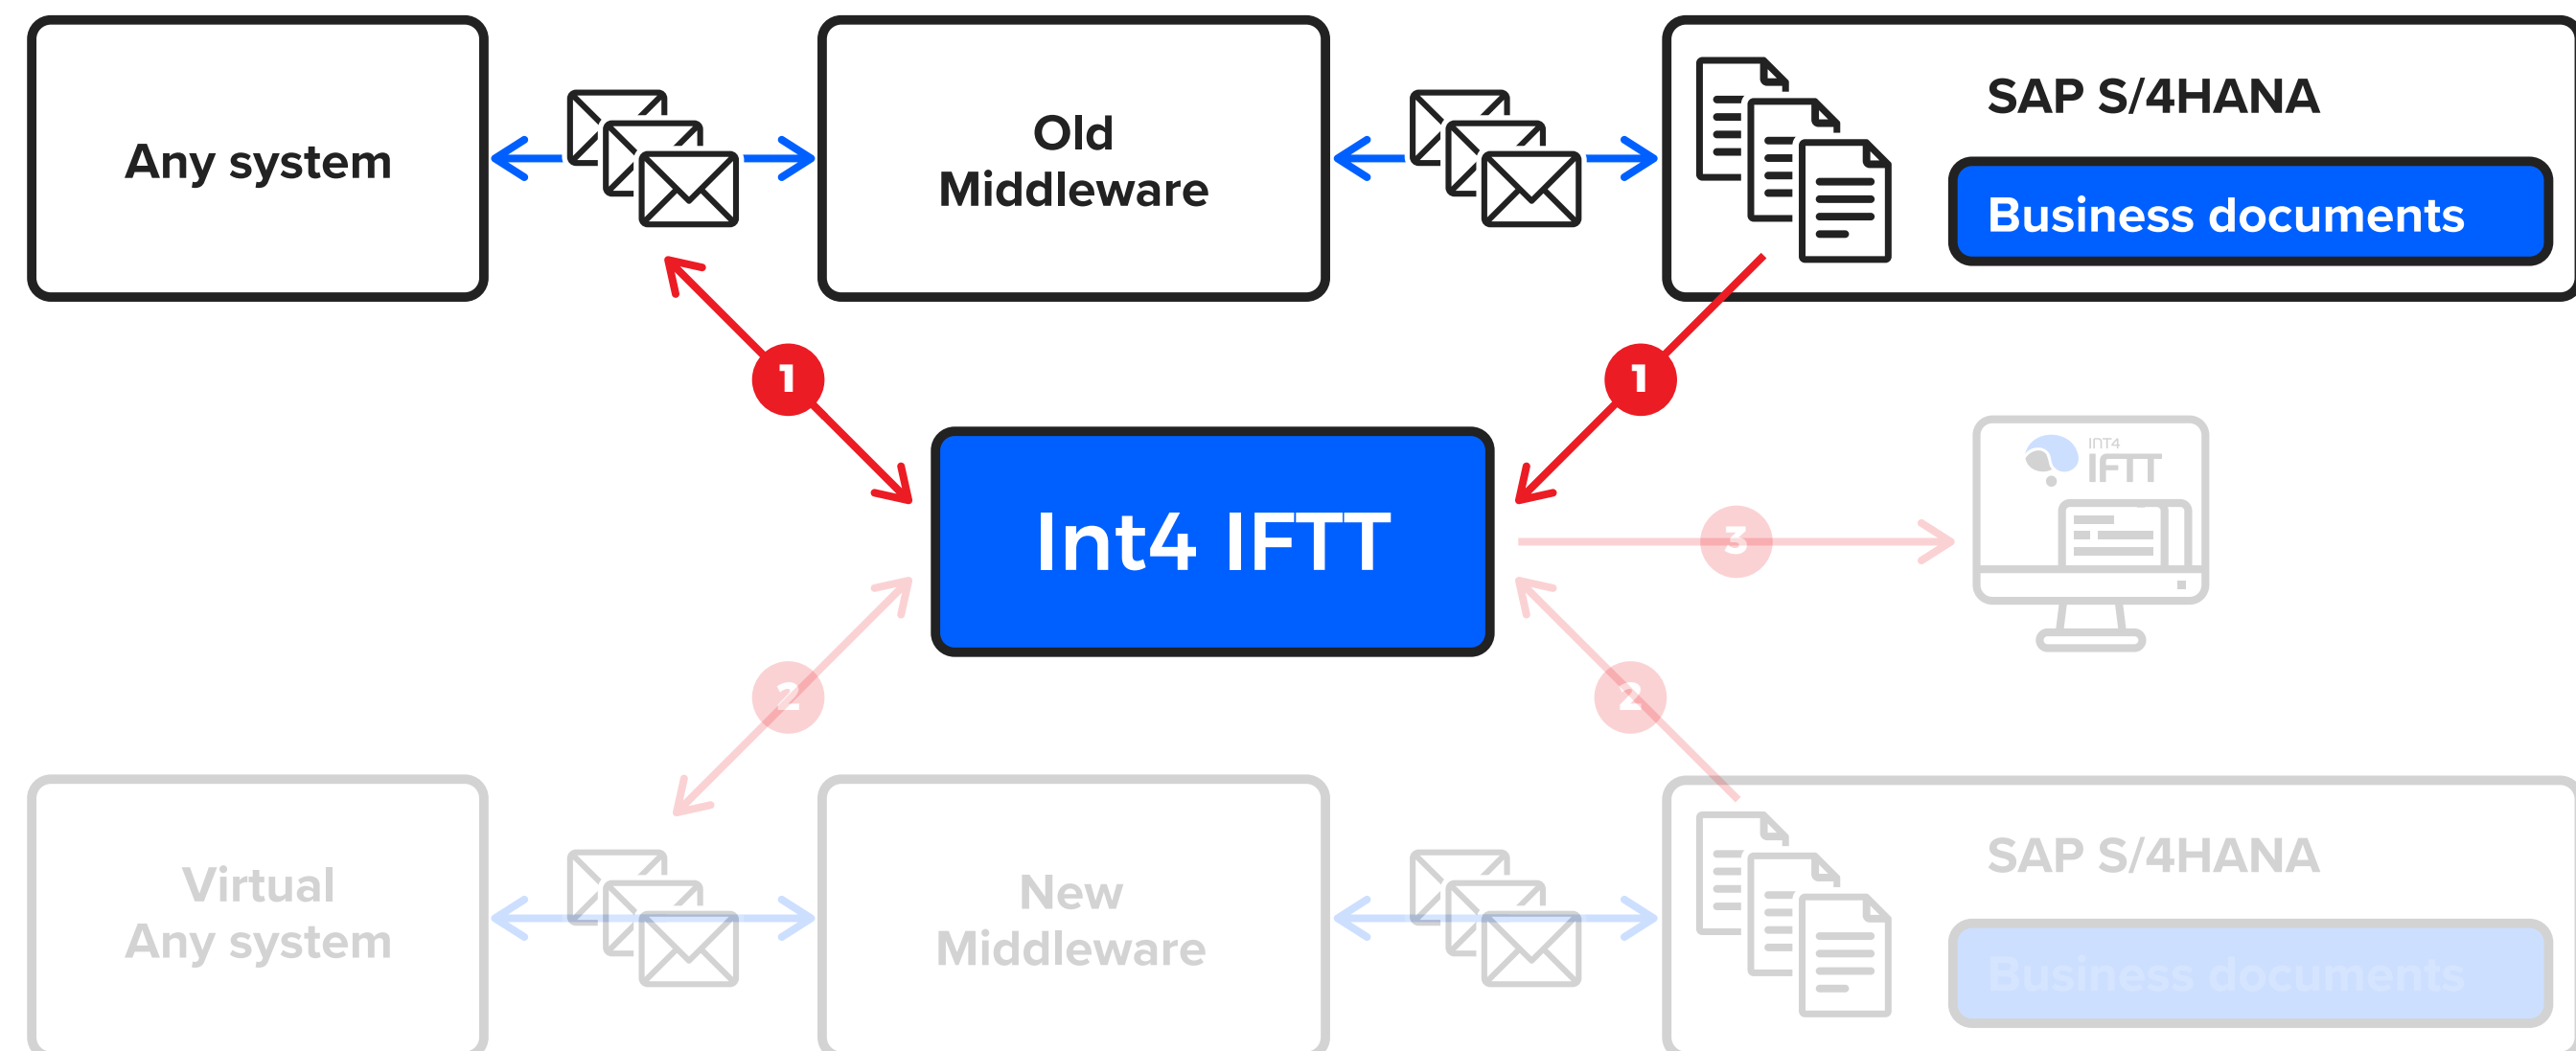 Any system
Old
Middleware
SAP S/4HANA
Business documents
1
1
Int4 IFTT
INT4
IFTT
3
2
2
Virtual
Any system
New
Middleware
SAP S/4HANA
Business documents